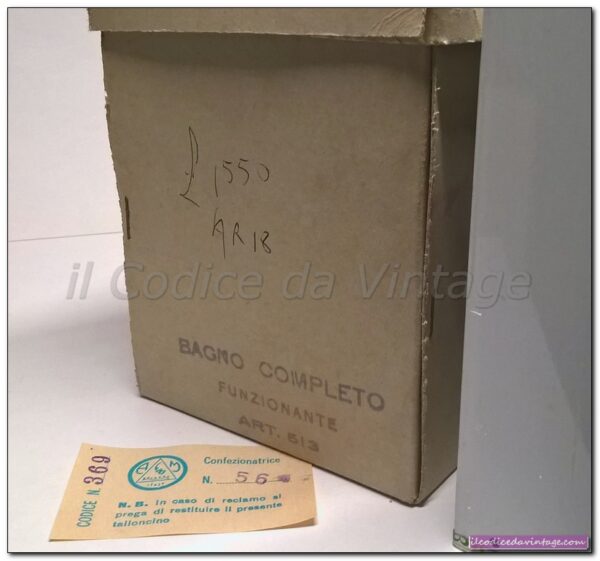 £ 1550
AR18
il Codice da Vintage
BAGNO COMPLETO
FUNZIONANTE
ART. 513
CODICE N. 369
Confezionatrice
N. 56
N. B. in caso di reclamo si
prega di restituire il presente
talloncino
ilcodicedavintage.com